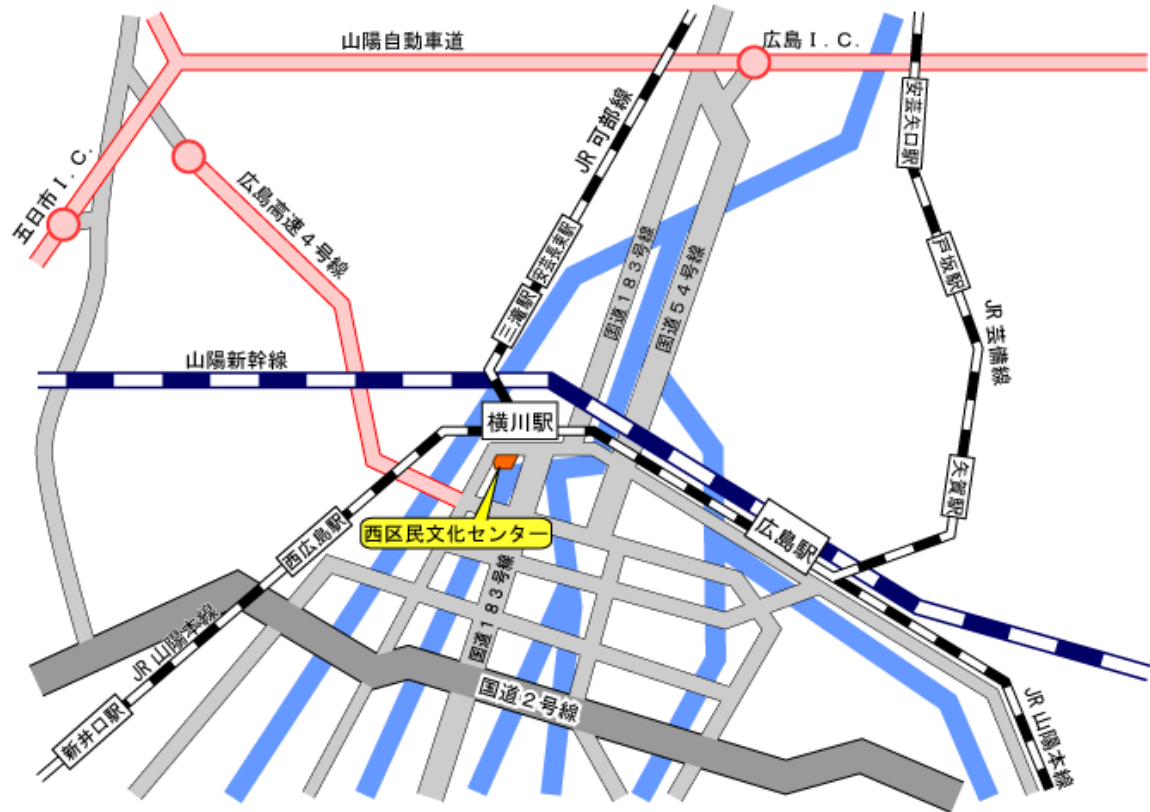 山陽自動車道
広島Ｉ.Ｃ.
安芸矢口駅
JR可部線
五日市Ｉ.Ｃ.
広島高速４号線
安芸長束駅
国道１８３号線
国道５４号線
戸坂駅
三滝駅
JR芸備線
山陽新幹線
横川駅
矢賀駅
西区民文化センター
広島駅
西広島駅
国道１８３号線
JR山陽本線
国道２号線
新井口駅
JR山陽本線